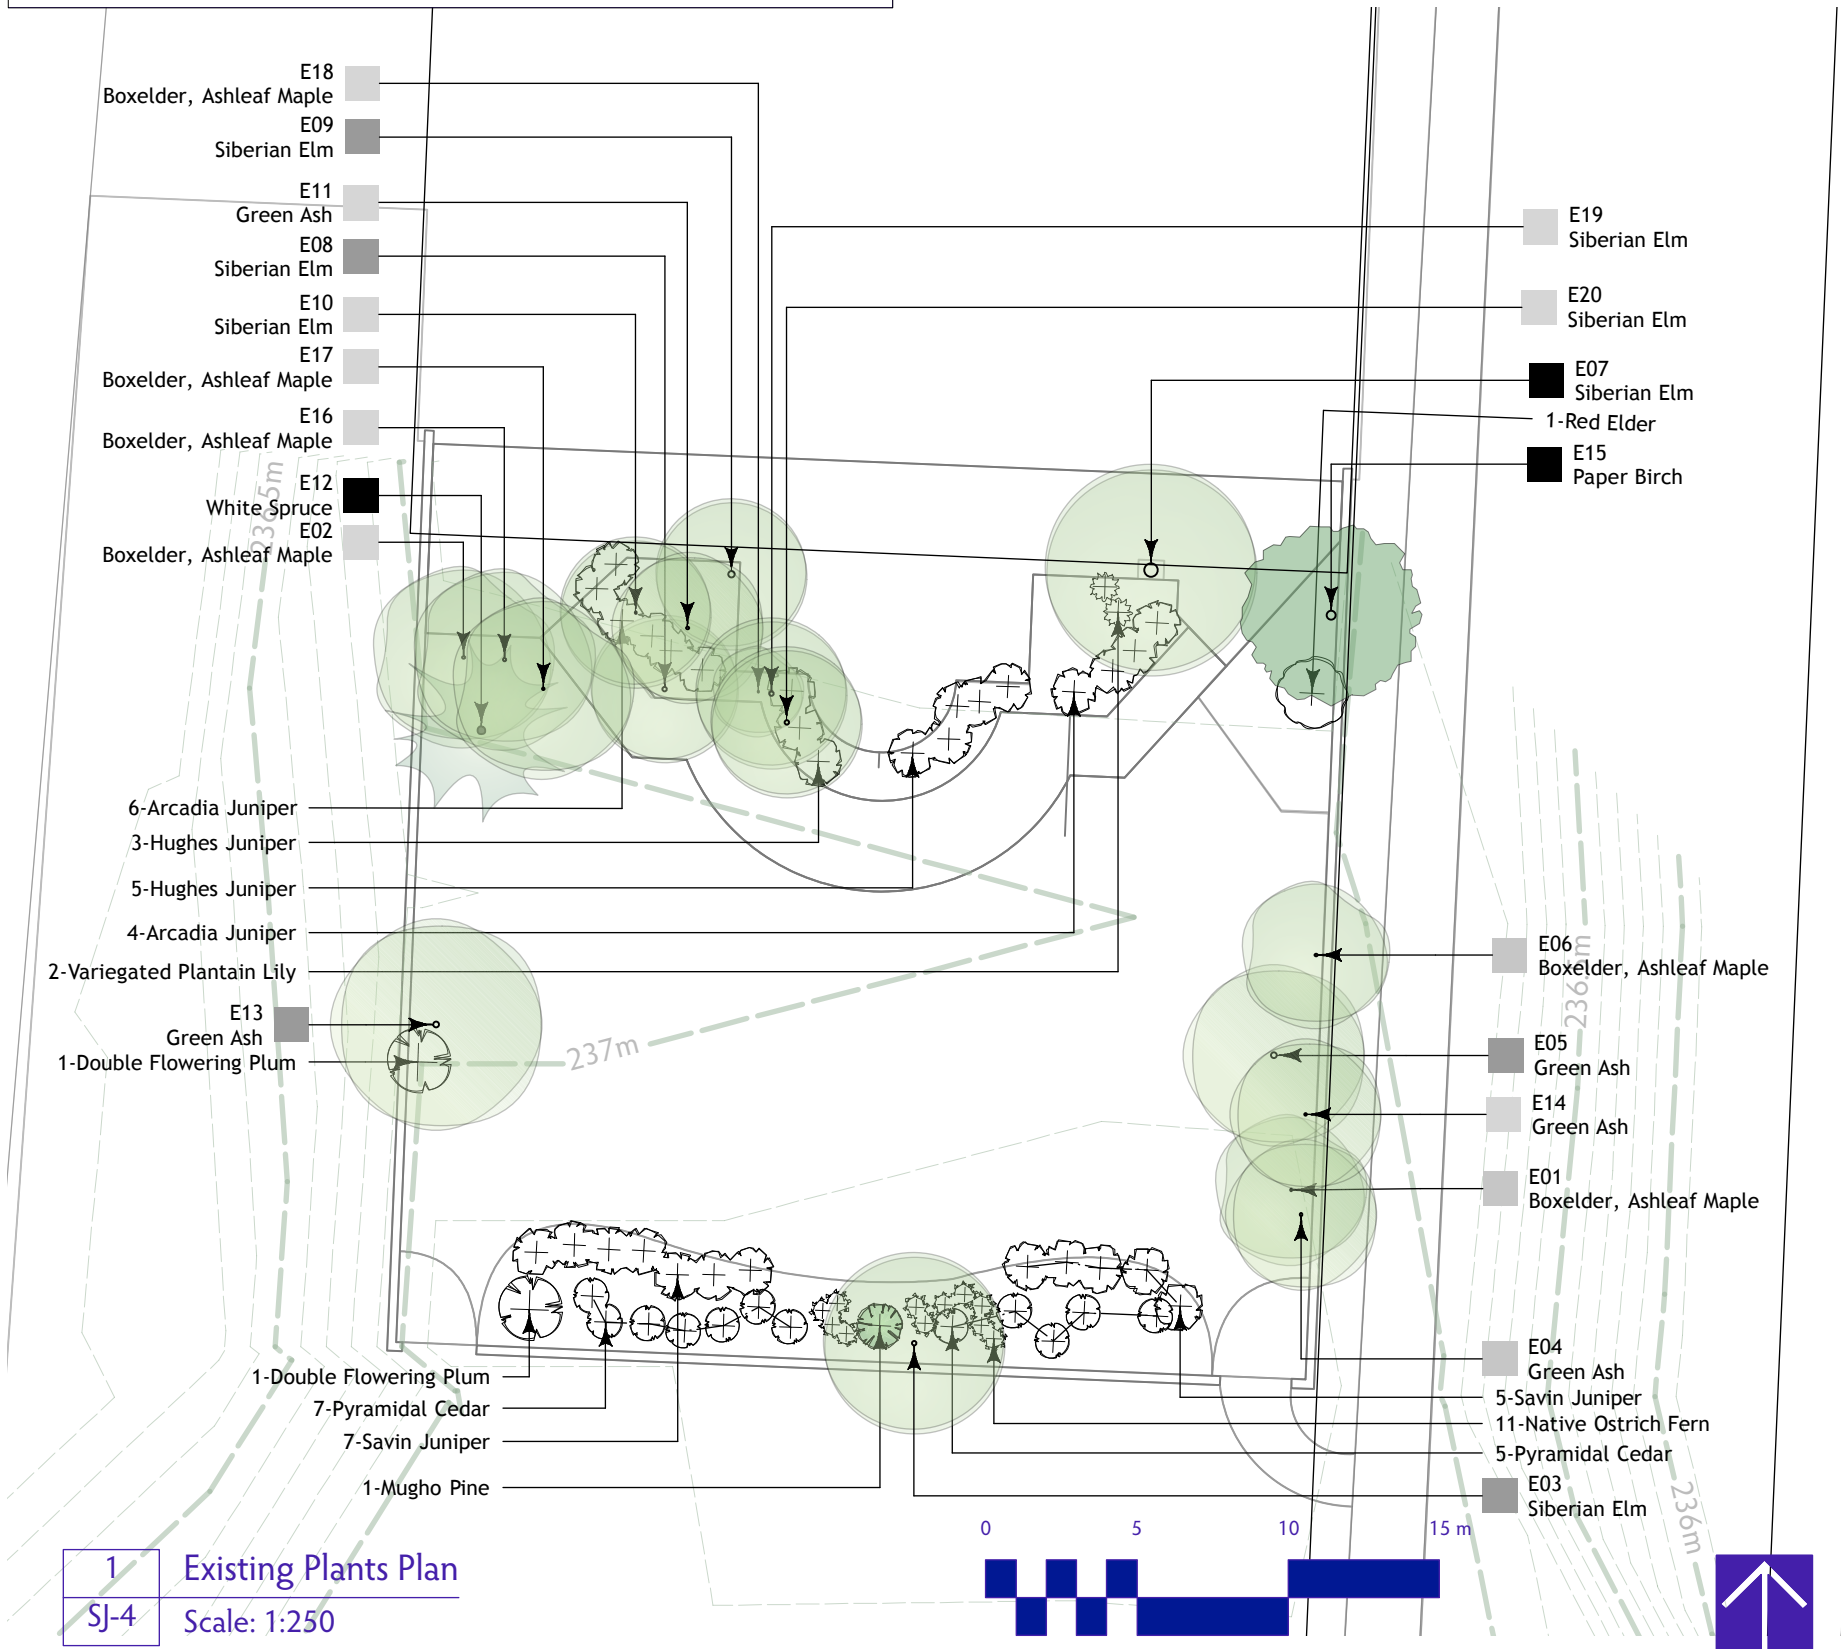 E18
Boxelder, Ashleaf Maple
E09
Siberian Elm
E11
Green Ash
E08
Siberian Elm
E10
Siberian Elm
E17
Boxelder, Ashleaf Maple
E16
Boxelder, Ashleaf Maple
E12
White Spruce
E02
Boxelder, Ashleaf Maple
236.5m
E19
Siberian Elm
E20
Siberian Elm
E07
Siberian Elm
1-Red Elder
E15
Paper Birch
6-Arcadia Juniper
3-Hughes Juniper
5-Hughes Juniper
4-Arcadia Juniper
2-Variegated Plantain Lily
E13
Green Ash
1-Double Flowering Plum
237m
E06
Boxelder, Ashleaf Maple
236.5m
E05
Green Ash
E14
Green Ash
E01
Boxelder, Ashleaf Maple
E04
Green Ash
5-Savin Juniper
11-Native Ostrich Fern
5-Pyramidal Cedar
E03
Siberian Elm
236m
1-Double Flowering Plum
7-Pyramidal Cedar
7-Savin Juniper
1-Mugho Pine
0 5 10 15 m
1
SJ-4
Existing Plants Plan
Scale: 1:250